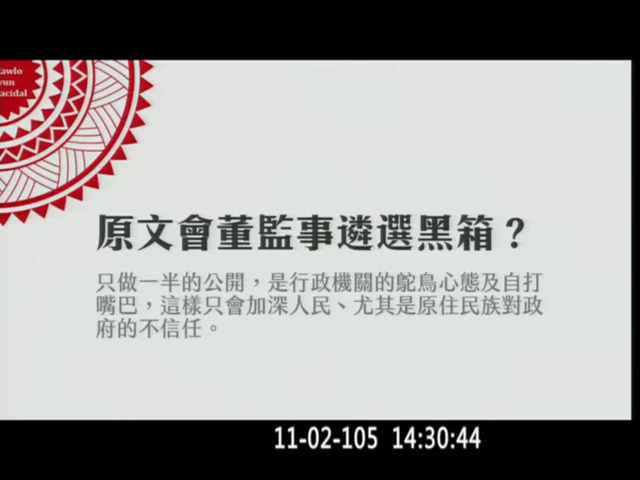 yun
acidal
原文會董監事遴選黑箱？
只做一半的公開，是行政機關的鴕鳥心態及自打
嘴巴，這樣只會加深人民、尤其是原住民族對政
府的不信任。
11-02-105 14:30:44